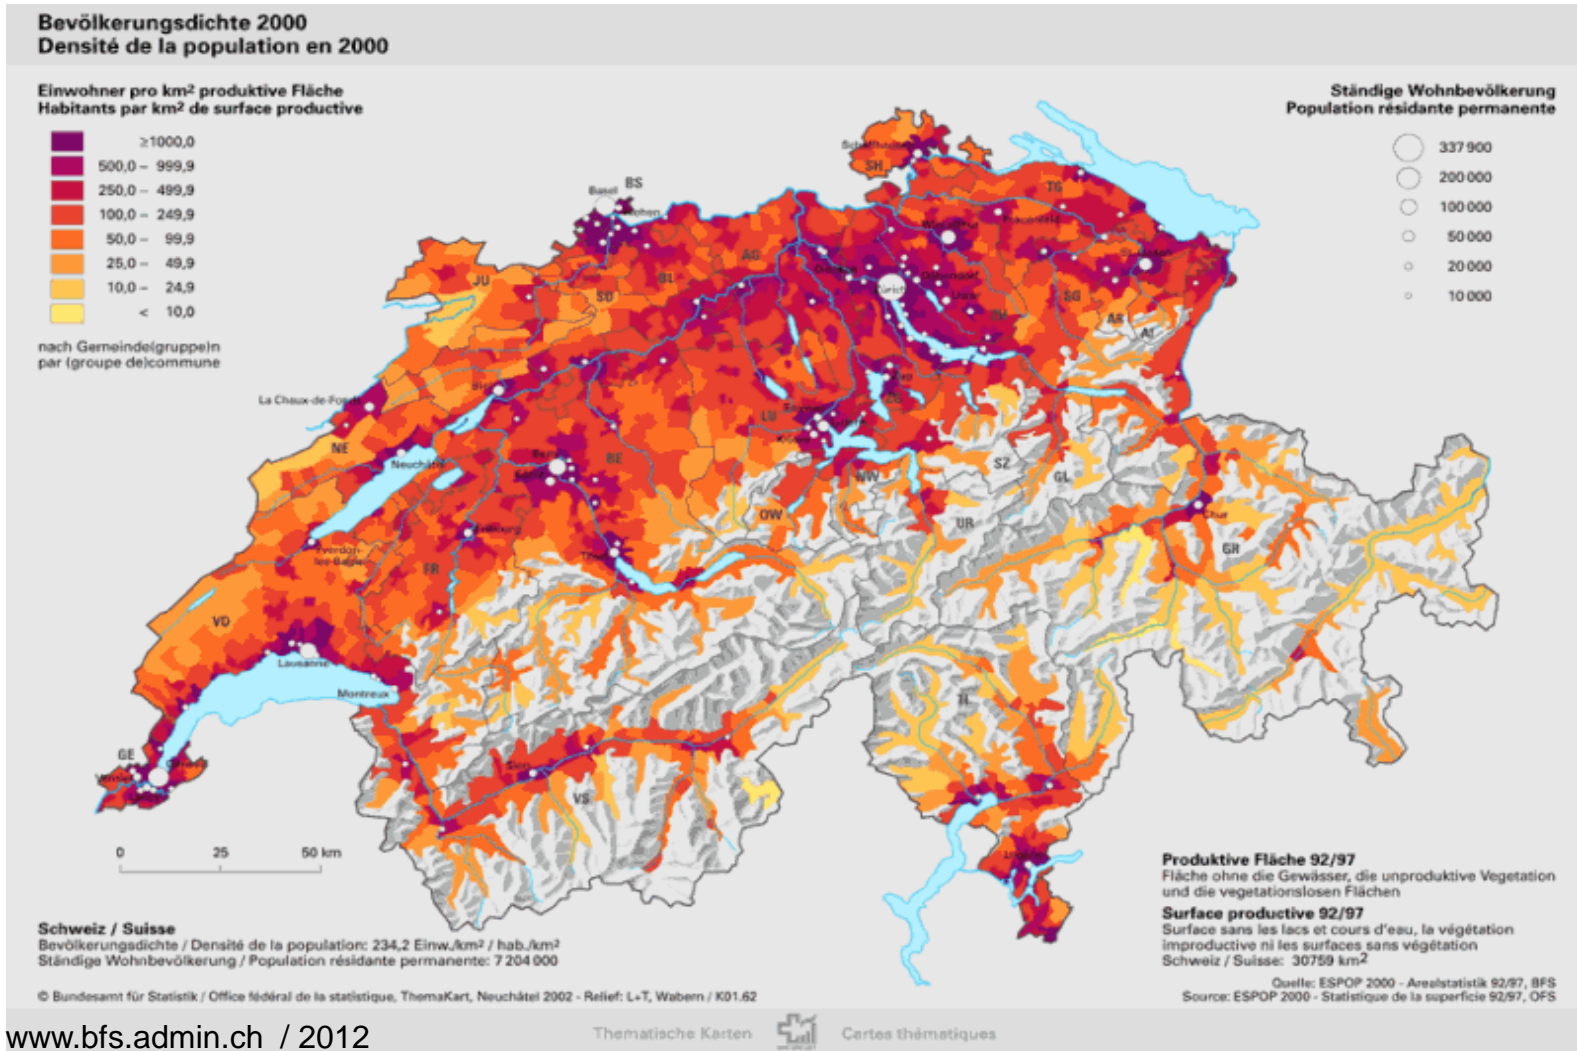 Bevölkerungsdichte 2000
Densité de la population en 2000
Einwohner pro km² produktive Fläche
Habitants par km² de surface productive
≥1000,0
500,0 – 999,9
250,0 – 499,9
100,0 – 249,9
50,0 – 99,9
25,0 – 49,9
10,0 – 24,9
< 10,0
nach Gemeinde(gruppe)n
par (groupe de)commune
Ständige Wohnbevölkerung
Population résidante permanente
337 900
200 000
100 000
50 000
20 000
10 000
SH
BS
Basel
TG
AG
JU
BL
SO
SG
ZH
AR
AI
La Chaux-de-Fonds
ZG
LU
NE
Neuchâtel
BE
NW
SZ
GL
OW
UR
Chur
GR
Fribourg
Yverdon-
les-Bains
FR
VD
Lausanne
Montreux
TI
GE
Sion
VS
0 25 50 km
Produktive Fläche 92/97
Fläche ohne die Gewässer, die unproduktive Vegetation
und die vegetationslosen Flächen
Surface productive 92/97
Surface sans les lacs et cours d'eau, la végétation
improductive ni les surfaces sans végétation
Schweiz / Suisse: 30759 km²
Schweiz / Suisse
Bevölkerungsdichte / Densité de la population: 234,2 Einw./km² / hab./km²
Ständige Wohnbevölkerung / Population résidante permanente: 7 204 000
Quelle: ESPOP 2000 - Arealstatistik 92/97, BFS
Source: ESPOP 2000 - Statistique de la superficie 92/97, OFS
© Bundesamt für Statistik / Office fédéral de la statistique, ThemaKart, Neuchâtel 2002 - Relief: L+T, Wabern / K01.62
www.bfs.admin.ch / 2012
Thematische Karten
Cartes thématiques